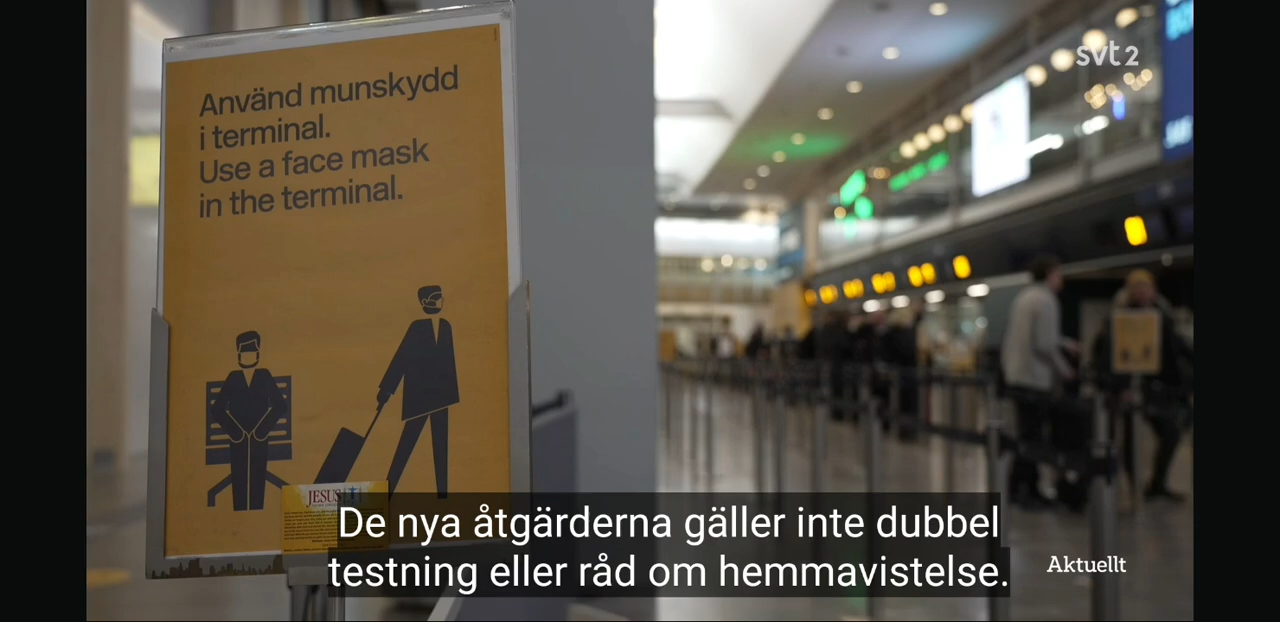 svt2
Använd munskydd
i terminal.
Use a face mask
in the terminal.
JESUS
De nya åtgärderna gäller inte dubbel
testning eller råd om hemmavistelse.
Aktuellt